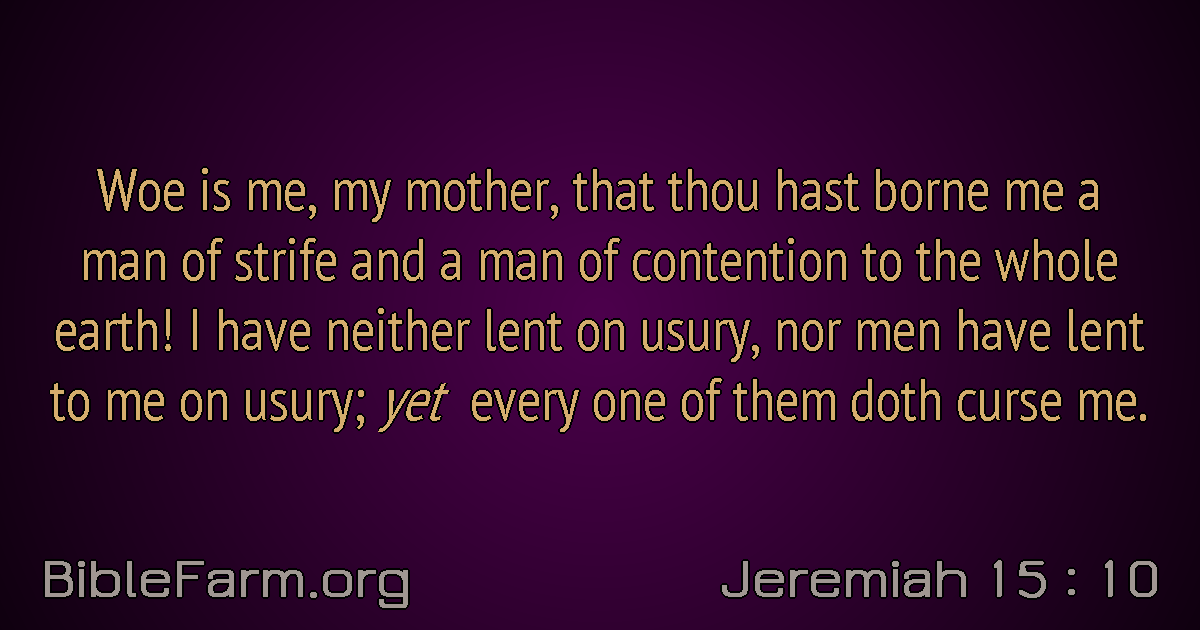 Woe is me, my mother, that thou hast borne me a
man of strife and a man of contention to the whole
earth! I have neither lent on usury, nor men have lent
to me on usury; yet every one of them doth curse me.
BibleFarm.org
Jeremiah 15 : 10